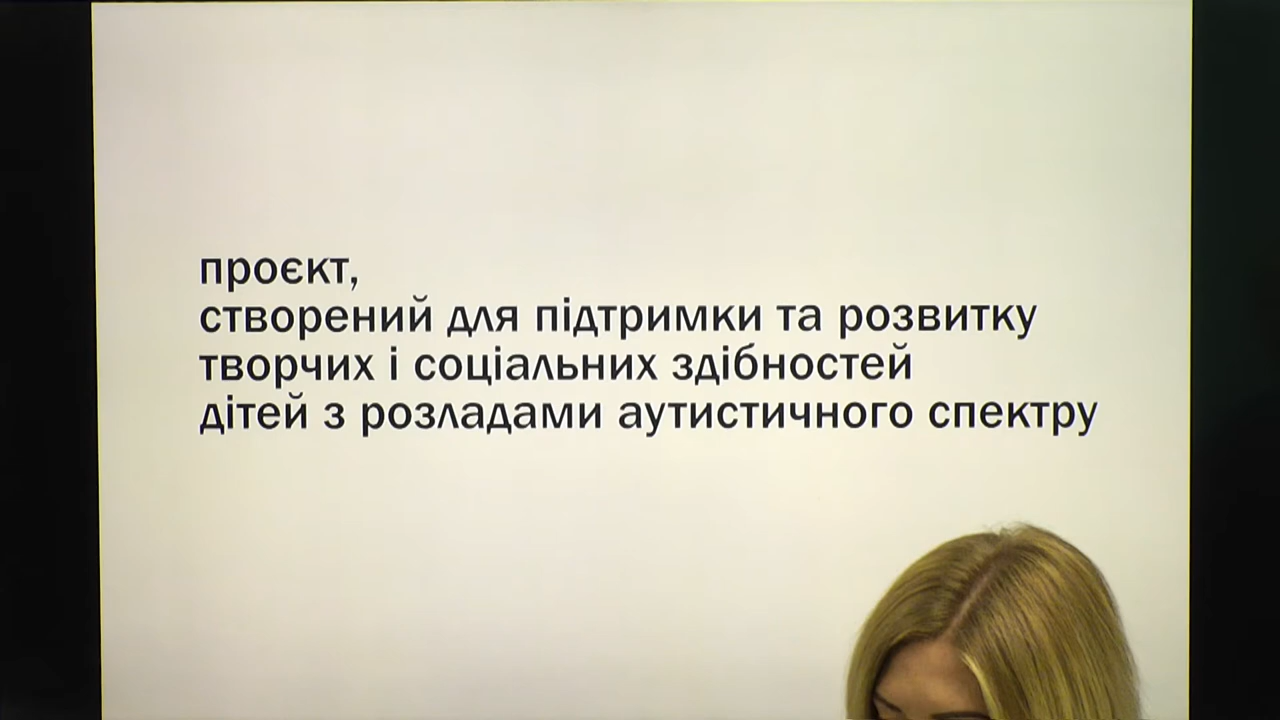 проєкт,
створений для підтримки та розвитку
творчих і соціальних здібностей
дітей з розладами аутистичного спектру